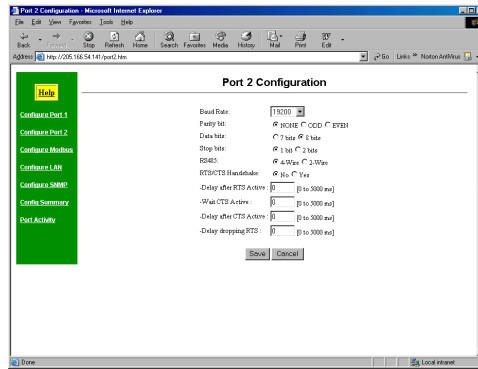 Port 2 Configuration - Microsoft Internet Explorer
File Edit View Favorites Tools Help
Back Forward Stop Refresh Home Search Favorites Media History Mail Print Edit
Address http://205.166.54.141/port2.htm Go Links » Norton AntiVirus
Help
Configure Port 1
Configure Port 2
Configure Modbus
Configure LAN
Configure SNMP
Config Summary
Port Activity
Port 2 Configuration
Baud Rate: 19200
Parity bit: NONE ODD EVEN
Data bits: 7 bits 8 bits
Stop bits: 1 bit 2 bits
RS485: 4-Wire 2-Wire
RTS/CTS Handshake: No Yes
-Delay after RTS Active : 0 [0 to 5000 ms]
-Wait CTS Active : 0 [0 to 5000 ms]
-Delay after CTS Active : 0 [0 to 5000 ms]
-Delay dropping RTS : 0 [0 to 5000 ms]
Save Cancel
Done Local intranet